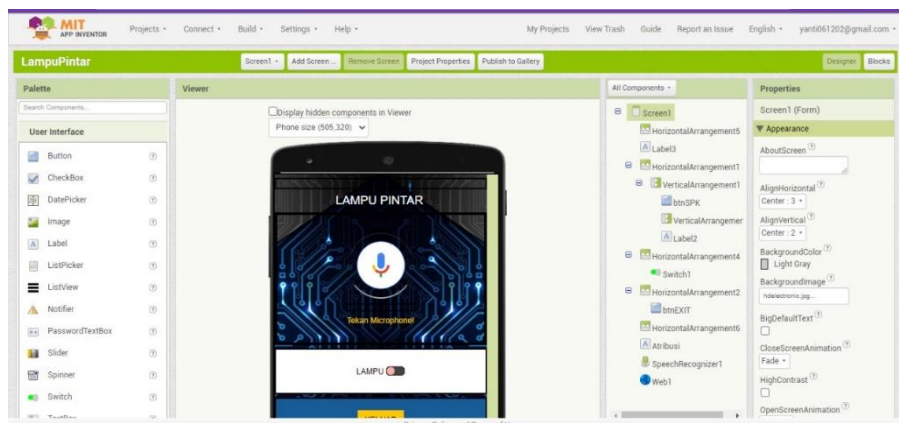 MIT
APP INVENTOR
Projects
Connect
Build
Settings
Help
My Projects
View Trash
Guide
Report an Issue
English
yanti061202@gmail.com
LampuPintar
Screen1
Add Screen ...
Remove Screen
Project Properties
Publish to Gallery
Designer
Blocks
Palette
Search Components...
User Interface
Button
CheckBox
DatePicker
Image
Label
ListPicker
ListView
Notifier
PasswordTextBox
Slider
Spinner
Switch
TextBox
Viewer
Display hidden components in Viewer
Phone size (505,320)
LAMPU PINTAR
Tekan Microphone!
LAMPU
KELUAR
All Components
Screen1
HorizontalArrangement5
Label3
HorizontalArrangement1
VerticalArrangement1
btnSPK
VerticalArrangemer
Label2
HorizontalArrangement4
Switch1
HorizontalArrangement2
btnEXIT
HorizontalArrangement6
Atribusi
SpeechRecognizer1
Web1
Properties
Screen1 (Form)
Appearance
AboutScreen
AlignHorizontal
Center : 3
AlignVertical
Center : 2
BackgroundColor
Light Gray
BackgroundImage
hdelectronic.jpg...
BigDefaultText
CloseScreenAnimation
Fade
HighContrast
OpenScreenAnimation